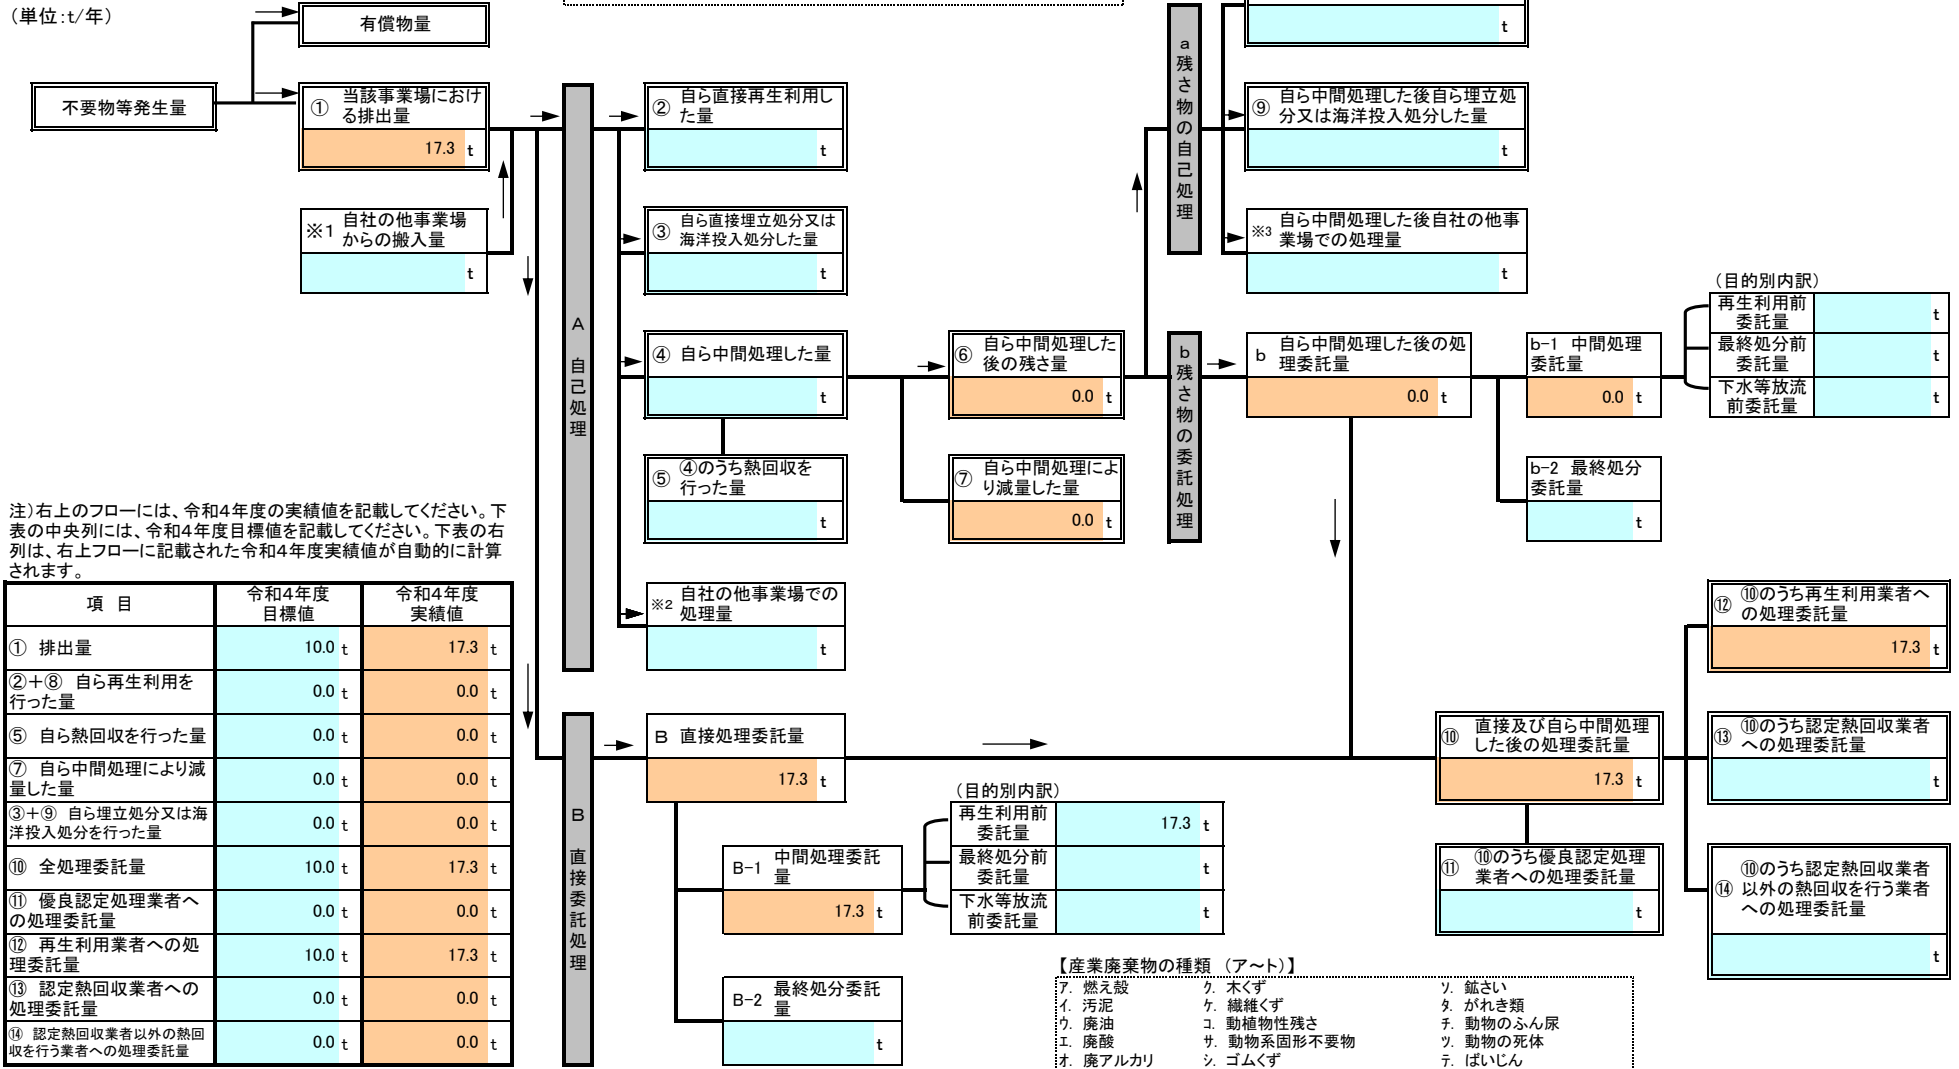 （単位：t/年）
有償物量
不要物等発生量
① 当該事業場におけ
る排出量
17.3 t
※1 自社の他事業場
からの搬入量
t
A 自己処理
② 自ら直接再生利用し
た量
t
③ 自ら直接埋立処分又は
海洋投入処分した量
t
④ 自ら中間処理した量
t
⑤ ④のうち熱回収を
行った量
t
※2 自社の他事業場での
処理量
t
⑥ 自ら中間処理した
後の残さ量
0.0 t
⑦ 自ら中間処理によ
り減量した量
0.0 t
a 残さ物の自己処理
t
⑨ 自ら中間処理した後自ら埋立処
分又は海洋投入処分した量
t
※3 自ら中間処理した後自社の他事
業場での処理量
t
b 残さ物の委託処理
b 自ら中間処理した後の処
理委託量
0.0 t
b-1 中間処理
委託量
0.0 t
b-2 最終処分
委託量
t
（目的別内訳）
再生利用前
委託量
t
最終処分前
委託量
t
下水等放流
前委託量
t
注）右上のフローには、令和4年度の実績値を記載してください。下
表の中央列には、令和4年度目標値を記載してください。下表の右
列は、右上フローに記載された令和4年度実績値が自動的に計算
されます。
項 目 令和4年度
目標値 令和4年度
実績値
① 排出量 10.0 t 17.3 t
②＋⑧ 自ら再生利用を
行った量 0.0 t 0.0 t
⑤ 自ら熱回収を行った量 0.0 t 0.0 t
⑦ 自ら中間処理により減
量した量 0.0 t 0.0 t
③＋⑨ 自ら埋立処分又は海
洋投入処分を行った量 0.0 t 0.0 t
⑩ 全処理委託量 10.0 t 17.3 t
⑪ 優良認定処理業者へ
の処理委託量 0.0 t 0.0 t
⑫ 再生利用業者への処
理委託量 10.0 t 17.3 t
⑬ 認定熱回収業者への
処理委託量 0.0 t 0.0 t
⑭ 認定熱回収業者以外の熱回
収を行う業者への処理委託量 0.0 t 0.0 t
B 直接委託処理
B 直接処理委託量
17.3 t
B-1 中間処理委託
量
17.3 t
B-2 最終処分委託
量
t
（目的別内訳）
再生利用前
委託量
17.3 t
最終処分前
委託量
t
下水等放流
前委託量
t
⑩ 直接及び自ら中間処理
した後の処理委託量
17.3 t
⑪ ⑩のうち優良認定処理
業者への処理委託量
t
⑫ ⑩のうち再生利用業者へ
の処理委託量
17.3 t
⑬ ⑩のうち認定熱回収業者
への処理委託量
t
⑭ ⑩のうち認定熱回収業者
以外の熱回収を行う業者
への処理委託量
t
【産業廃棄物の種類 （ア～ト）】
ア. 燃え殻 ク. 木くず ソ. 鉱さい
イ. 汚泥 ケ. 繊維くず タ. がれき類
ウ. 廃油 コ. 動植物性残さ チ. 動物のふん尿
エ. 廃酸 サ. 動物系固形不要物 ツ. 動物の死体
オ. 廃アルカリ シ. ゴムくず テ. ばいじん